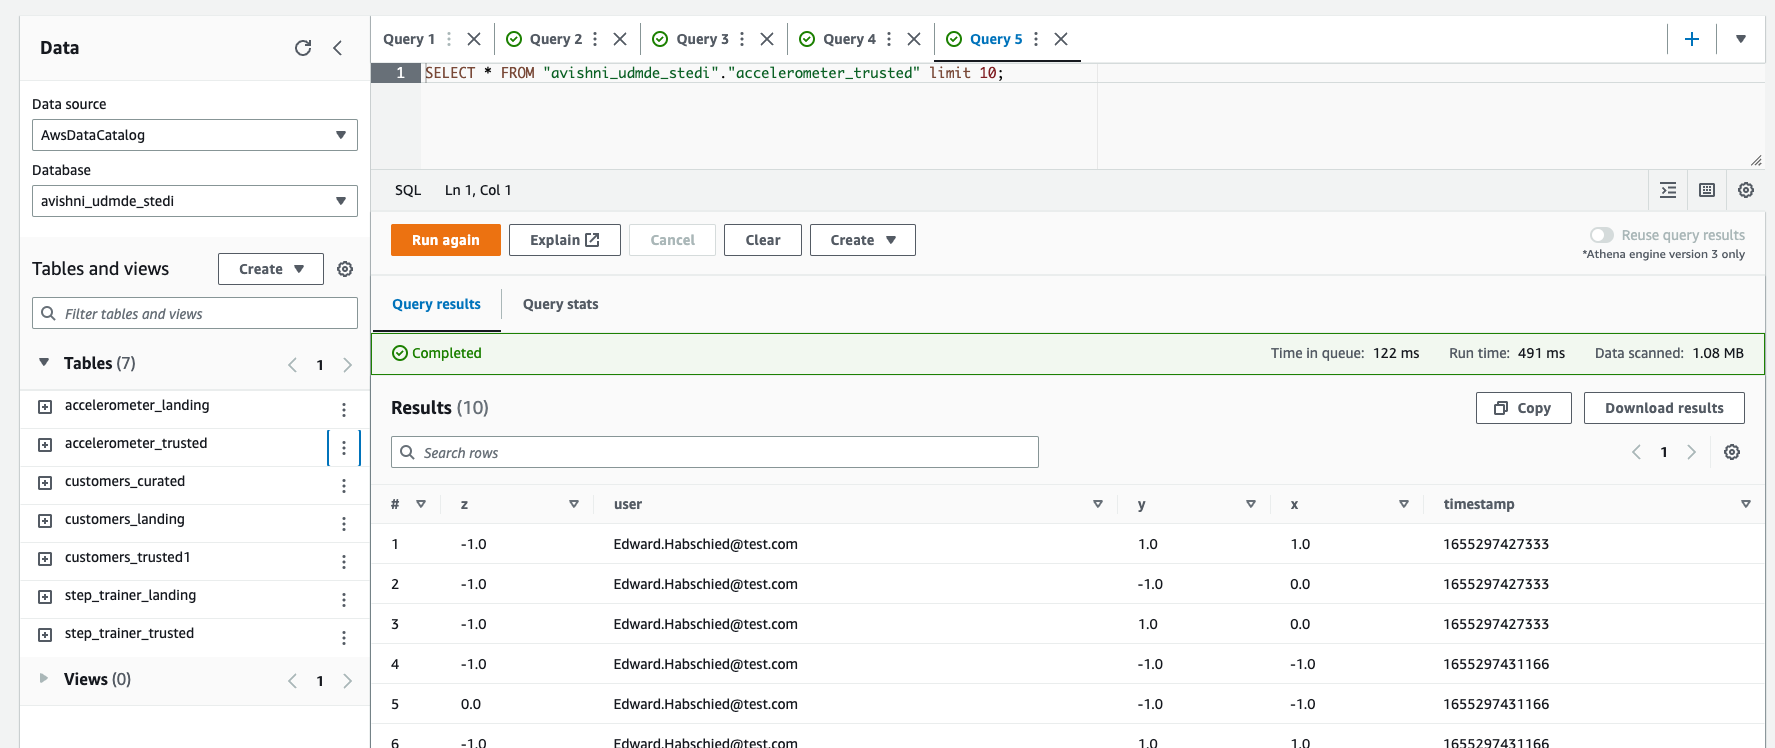 Data
Data source
AwsDataCatalog
Database
avishni_udmde_stedi
Tables and views
Create
Filter tables and views
Tables (7)
1
accelerometer_landing
accelerometer_trusted
customers_curated
customers_landing
customers_trusted1
step_trainer_landing
step_trainer_trusted
Views (0)
1
Query 1 Query 2 Query 3 Query 4 Query 5
1 SELECT * FROM "avishni_udmde_stedi"."accelerometer_trusted" limit 10;
SQL Ln 1, Col 1
Run again Explain Cancel Clear Create
Reuse query results
*Athena engine version 3 only
Query results Query stats
Completed Time in queue: 122 ms Run time: 491 ms Data scanned: 1.08 MB
Results (10) Copy Download results
Search rows 1
# z user y x timestamp
1 -1.0 Edward.Habschied@test.com 1.0 1.0 1655297427333
2 -1.0 Edward.Habschied@test.com -1.0 0.0 1655297427333
3 -1.0 Edward.Habschied@test.com 1.0 0.0 1655297427333
4 -1.0 Edward.Habschied@test.com -1.0 -1.0 1655297431166
5 0.0 Edward.Habschied@test.com -1.0 -1.0 1655297431166
6 -1.0 Edward.Habschied@test.com 1.0 1.0 1655297431166